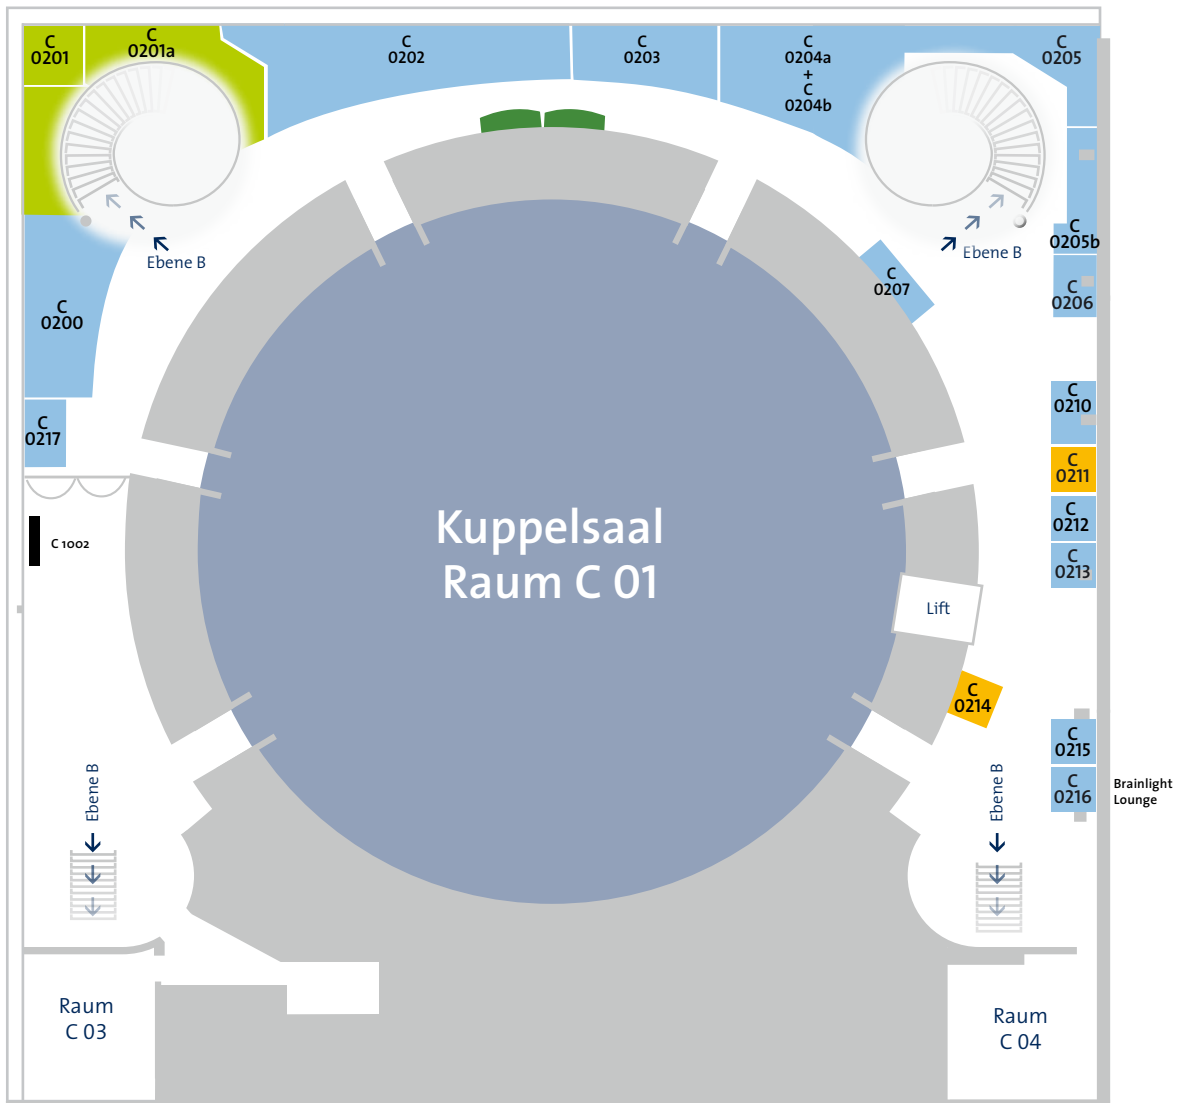 C
0201
C
0201a
C
0202
C
0203
C
0204a
+
C
0204b
C
0205
C
0205b
C
0206
Ebene B
Ebene B
C
0207
C
0200
C
0217
C
0210
C
0211
C
0212
C
0213
C 1002
Kuppelsaal
Raum C 01
Lift
C
0214
C
0215
C
0216
Brainlight
Lounge
Ebene B
Ebene B
Raum
C 03
Raum
C 04